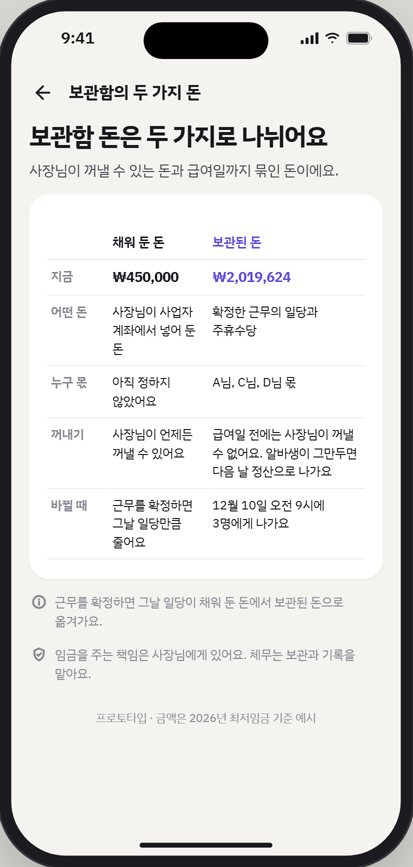 9:41
보관함의 두 가지 돈
보관함 돈은 두 가지로 나뉘어요
사장님이 꺼낼 수 있는 돈과 급여일까지 묶인 돈이에요.
채워 둔 돈 보관된 돈
지금 ₩450,000 ₩2,019,624
어떤 돈 사장님이 사업자 계좌에서 넣어 둔 돈 확정한 근무의 일당과 주휴수당
누구 몫 아직 정하지 않았어요 A님, C님, D님 몫
꺼내기 사장님이 언제든 꺼낼 수 있어요 급여일 전에는 사장님이 꺼낼 수 없어요. 알바생이 그만두면 다음 날 정산으로 나가요
바뀔 때 근무를 확정하면 그날 일당만큼 줄어요 12월 10일 오전 9시에 3명에게 나가요
근무를 확정하면 그날 일당이 채워 둔 돈에서 보관된 돈으로
옮겨가요.
임금을 주는 책임은 사장님에게 있어요. 체무는 보관과 기록을
맡아요.
프로토타입 · 금액은 2026년 최저임금 기준 예시